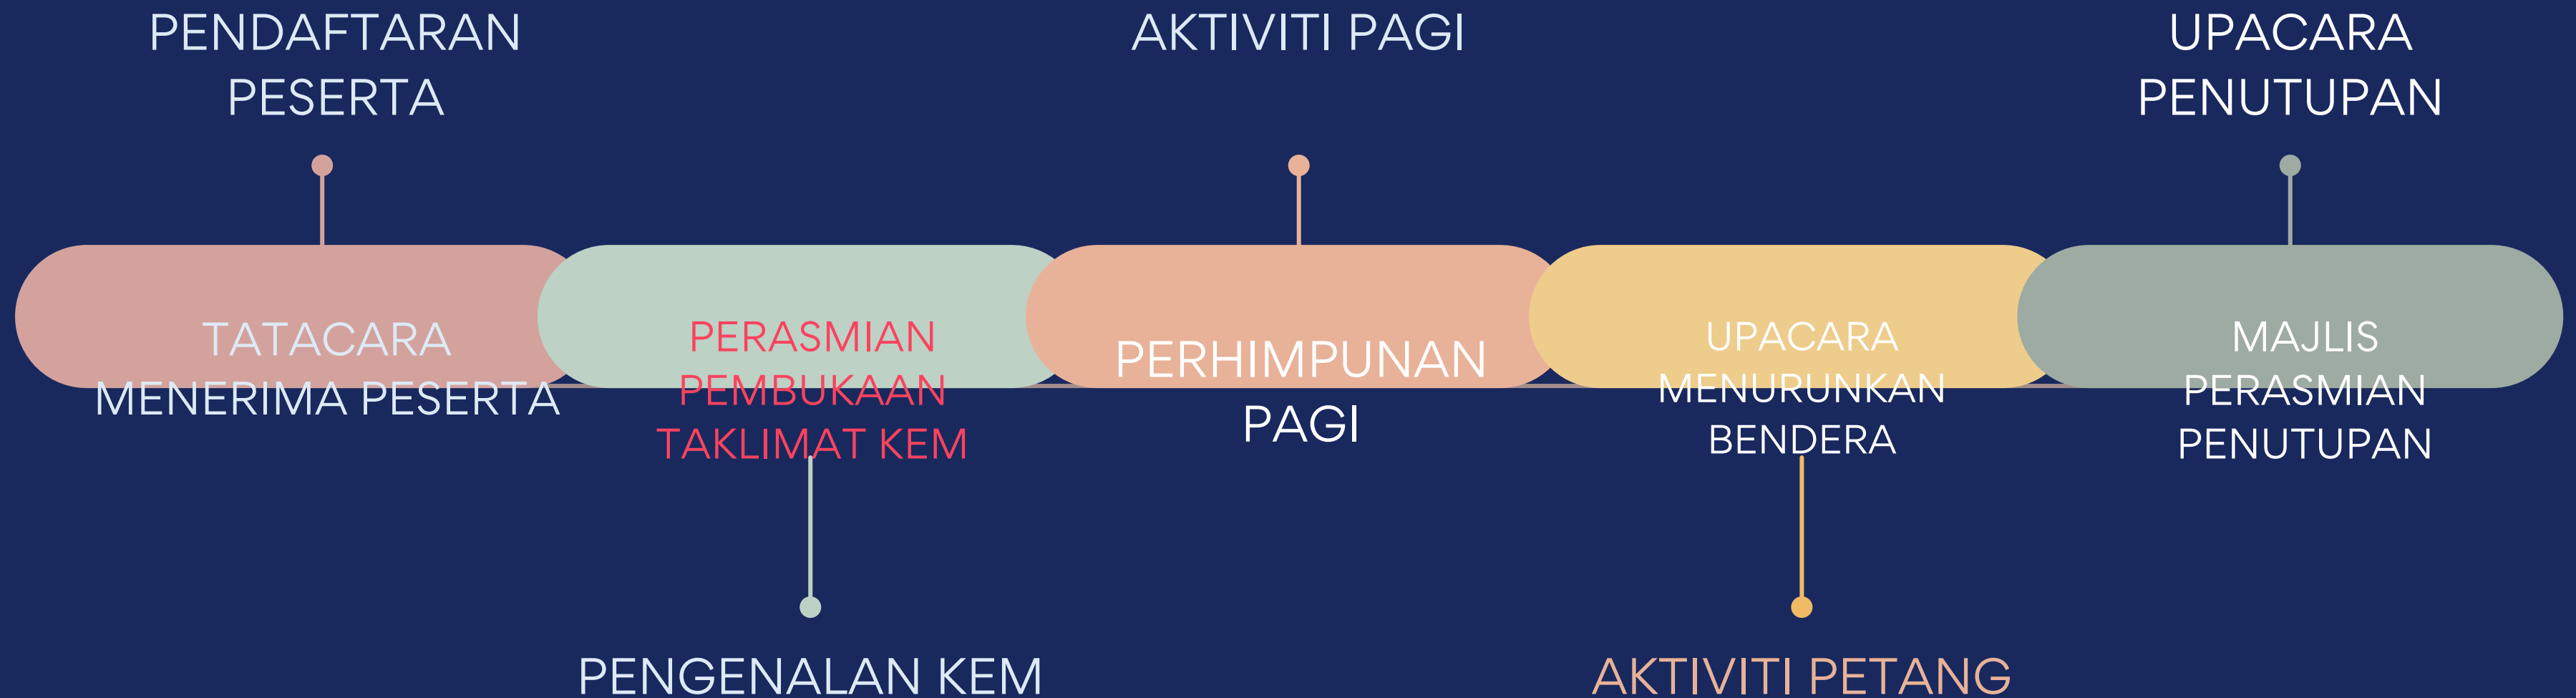 PENDAFTARAN
PESERTA
AKTIVITI PAGI
UPACARA
PENUTUPAN
TATACARA
MENERIMA PESERTA
PERASMIAN
PEMBUKAAN
TAKLIMAT KEM
PERHIMPUNAN
PAGI
UPACARA
MENURUNKAN
BENDERA
MAJLIS
PERASMIAN
PENUTUPAN
PENGENALAN KEM
AKTIVITI PETANG